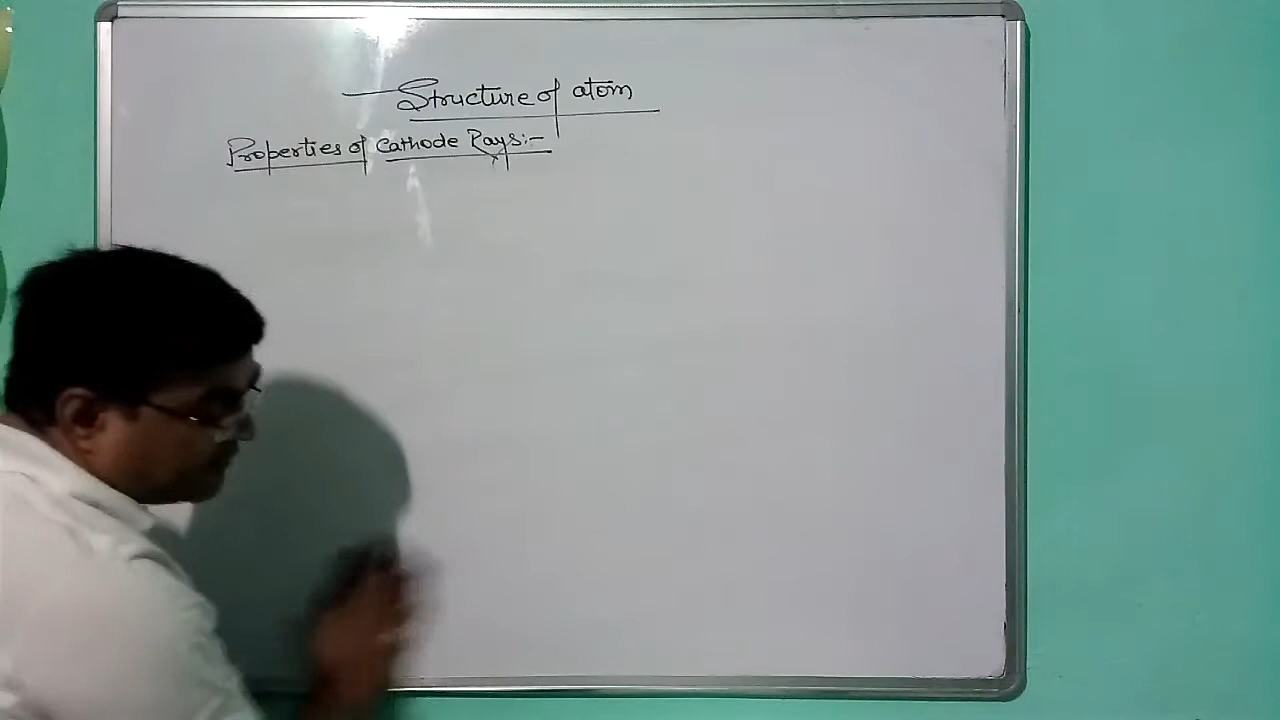 Structure of atom
Properties of Cathode Rays:-